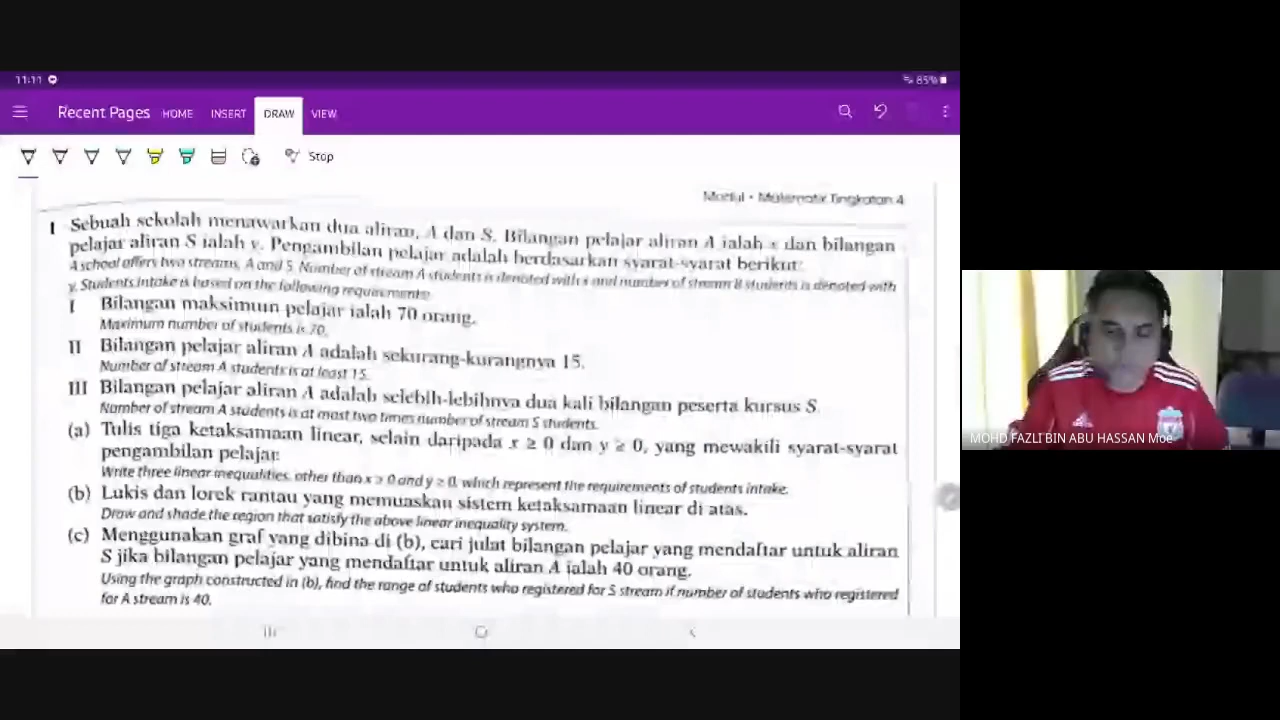 11:11
85%
Recent Pages HOME INSERT DRAW VIEW
Stop
Modul • Matematik Tingkatan 4
1 Sebuah sekolah menawarkan dua aliran, A dan S. Bilangan pelajar aliran A ialah x dan bilangan
pelajar aliran S ialah y. Pengambilan pelajar adalah berdasarkan syarat-syarat berikut:
A school offers two streams, A and S. Number of stream A students is denoted with x and number of stream B students is denoted with
y. Students intake is based on the following requirements:
I Bilangan maksimum pelajar ialah 70 orang.
Maximum number of students is 70.
II Bilangan pelajar aliran A adalah sekurang-kurangnya 15.
Number of stream A students is at least 15.
III Bilangan pelajar aliran A adalah selebih-lebihnya dua kali bilangan peserta kursus S.
Number of stream A students is at most two times number of stream S students.
(a) Tulis tiga ketaksamaan linear, selain daripada x ≥ 0 dan y ≥ 0, yang mewakili syarat-syarat
pengambilan pelajar.
Write three linear inequalities, other than x ≥ 0 and y ≥ 0, which represent the requirements of students intake.
(b) Lukis dan lorek rantau yang memuaskan sistem ketaksamaan linear di atas.
Draw and shade the region that satisfy the above linear inequality system.
(c) Menggunakan graf yang dibina di (b), cari julat bilangan pelajar yang mendaftar untuk aliran
S jika bilangan pelajar yang mendaftar untuk aliran A ialah 40 orang.
Using the graph constructed in (b), find the range of students who registered for S stream if number of students who registered
for A stream is 40.
MOHD FAZLI BIN ABU HASSAN Moe